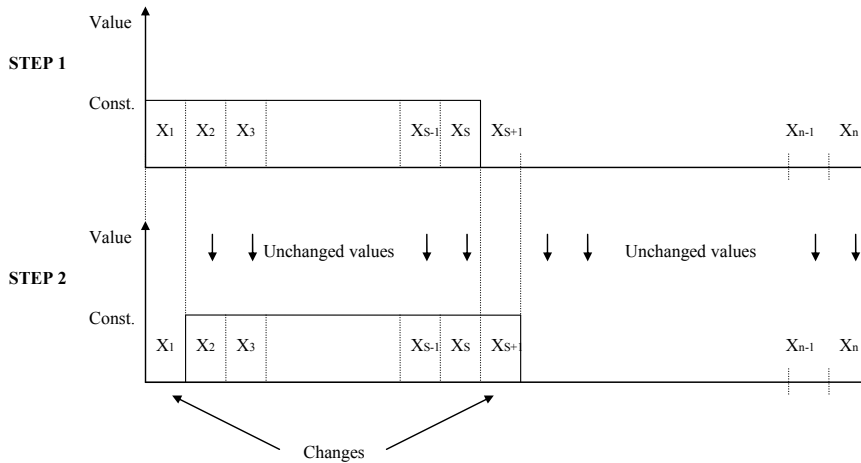 Value
STEP 1
Const.
X1 X2 X3 XS-1 XS XS+1 Xn-1 Xn
Value
Unchanged values Unchanged values
STEP 2
Const.
X1 X2 X3 XS-1 XS XS+1 Xn-1 Xn
Changes